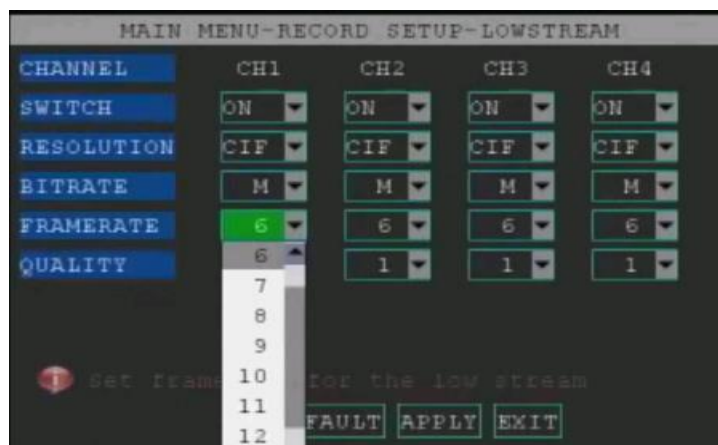 MAIN MENU-RECORD SETUP-LOWSTREAM
CHANNEL CH1 CH2 CH3 CH4
SWITCH ON ON ON ON
RESOLUTION CIF CIF CIF CIF
BITRATE M M M M
FRAMERATE 6 6 6 6
QUALITY 1 1 1
6
7
8
9
10
11
12
Set for the low stream
FAULT APPLY EXIT